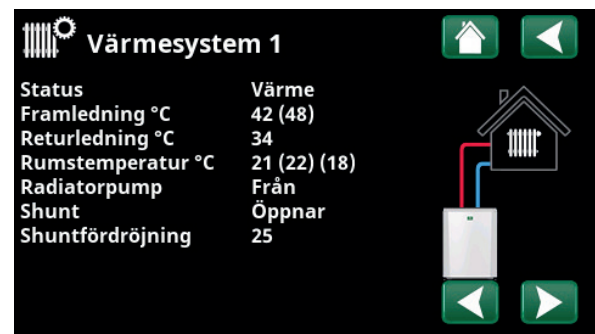 Värmesystem 1
Status Värme
Framledning °C 42 (48)
Returledning °C 34
Rumstemperatur °C 21 (22) (18)
Radiatorpump Från
Shunt Öppnar
Shuntfördröjning 25